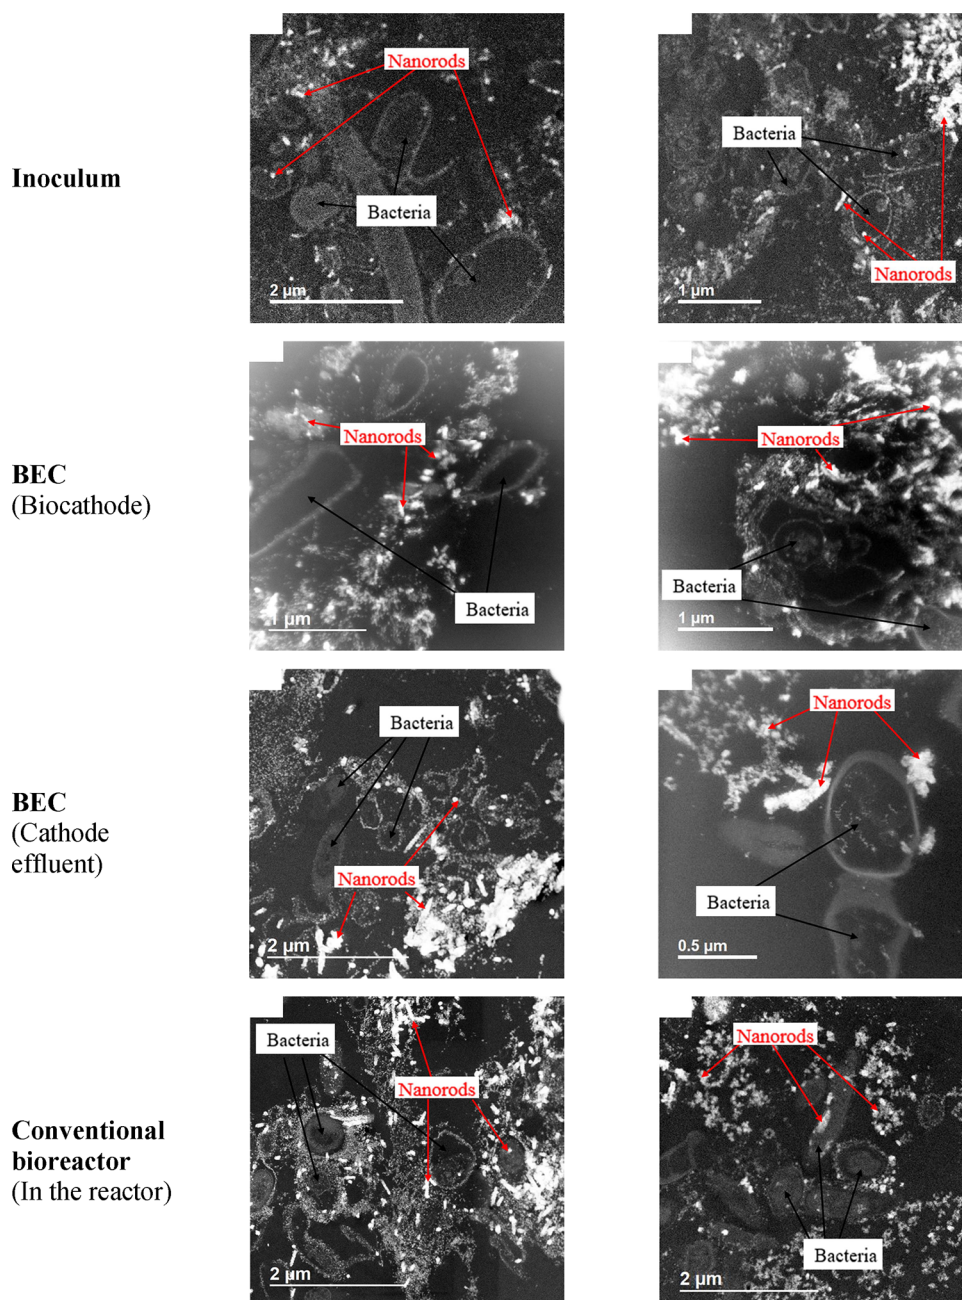 Inoculum
Nanorods
Bacteria
2 µm
Bacteria
Nanorods
1 µm
BEC
(Biocathode)
Nanorods
Bacteria
1 µm
Nanorods
Bacteria
1 µm
BEC
(Cathode
effluent)
Bacteria
Nanorods
2 µm
Nanorods
Bacteria
0.5 µm
Conventional
bioreactor
(In the reactor)
Bacteria
Nanorods
2 µm
Nanorods
Bacteria
2 µm